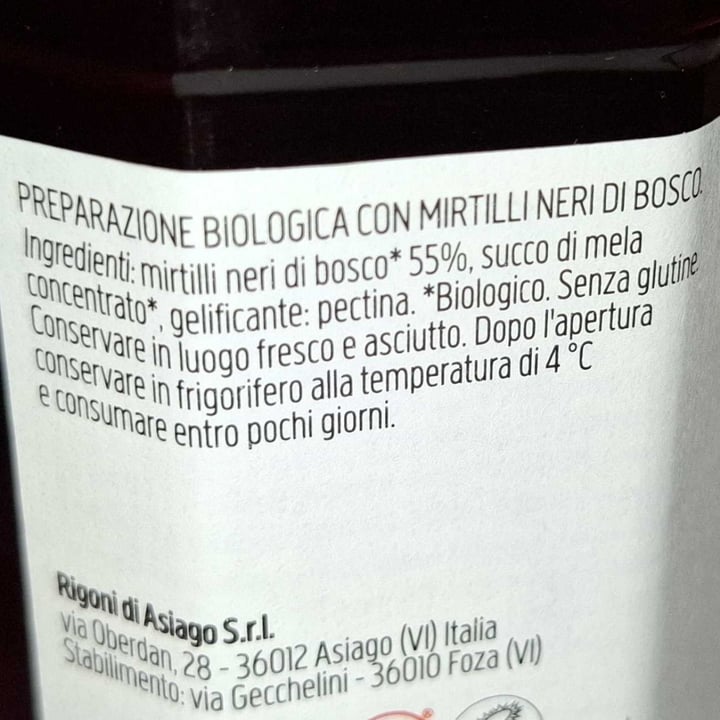 PREPARAZIONE BIOLOGICA CON MIRTILLI NERI DI BOSCO.
Ingredienti: mirtilli neri di bosco* 55%, succo di mela
concentrato*, gelificante: pectina. *Biologico. Senza glutine.
Conservare in luogo fresco e asciutto. Dopo l'apertura
conservare in frigorifero alla temperatura di 4 °C
e consumare entro pochi giorni.
Rigoni di Asiago S.r.l.
via Oberdan, 28 - 36012 Asiago (VI) Italia
Stabilimento: via Gecchelini - 36010 Foza (VI)
®